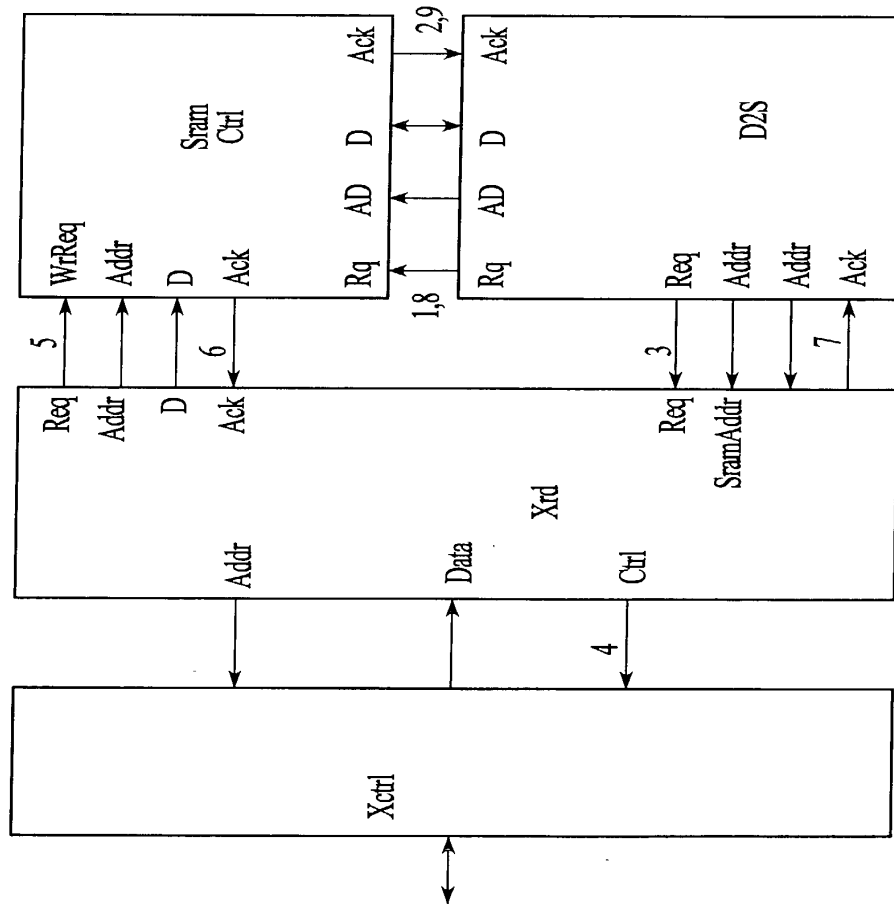 Xctrl
4
Ctrl
Data
Addr
Xrd
SramAddr
Req
Ack
D
Addr
Req
7
3
6
5
Ack
Addr
Addr
Req
D2S
Rq
AD
D
Ack
1,8
2,9
Rq
AD
D
Ack
Ack
D
Addr
WrReq
Sram
Ctrl